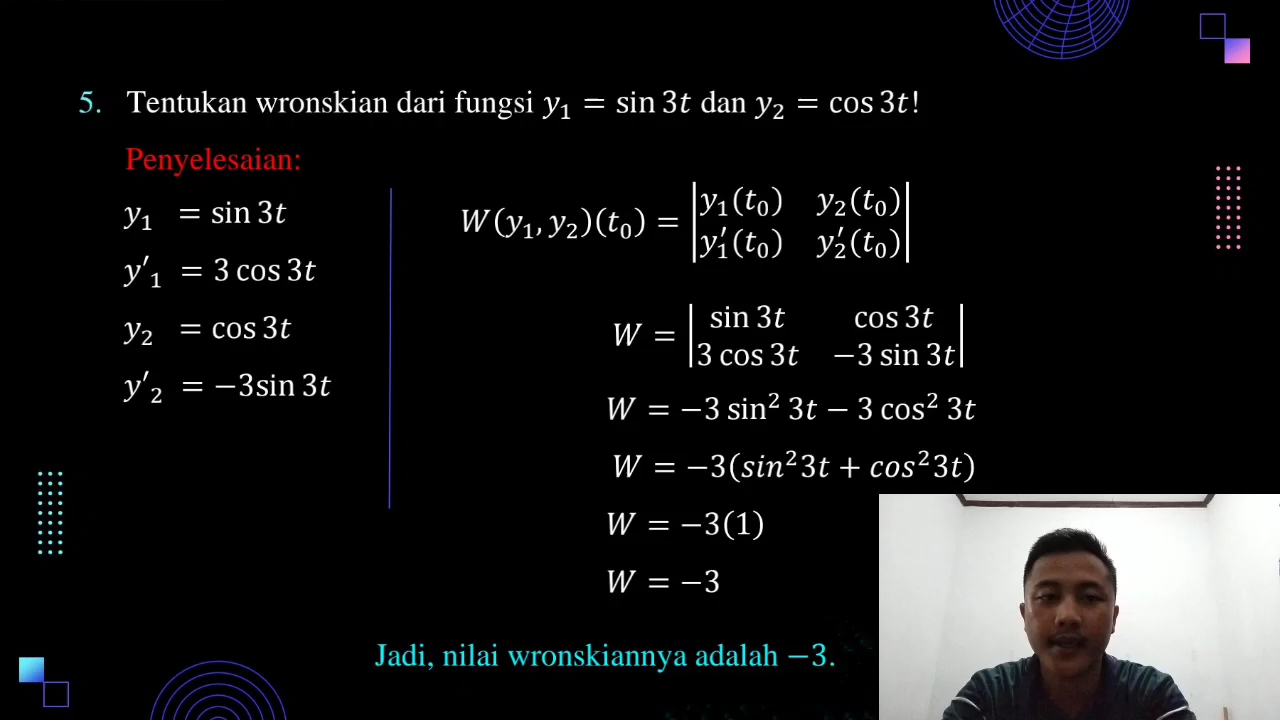 5. Tentukan wronskian dari fungsi y₁ = sin 3t dan y₂ = cos 3t!
Penyelesaian:
y₁ = sin 3t
y′₁ = 3 cos 3t
y₂ = cos 3t
y′₂ = −3sin 3t
W(y₁, y₂)(t₀) = |y₁(t₀) y₂(t₀)|
|y₁′(t₀) y₂′(t₀)|
W = |sin 3t cos 3t|
|3 cos 3t −3 sin 3t|
W = −3 sin² 3t − 3 cos² 3t
W = −3(sin²3t + cos²3t)
W = −3(1)
W = −3
Jadi, nilai wronskiannya adalah −3.